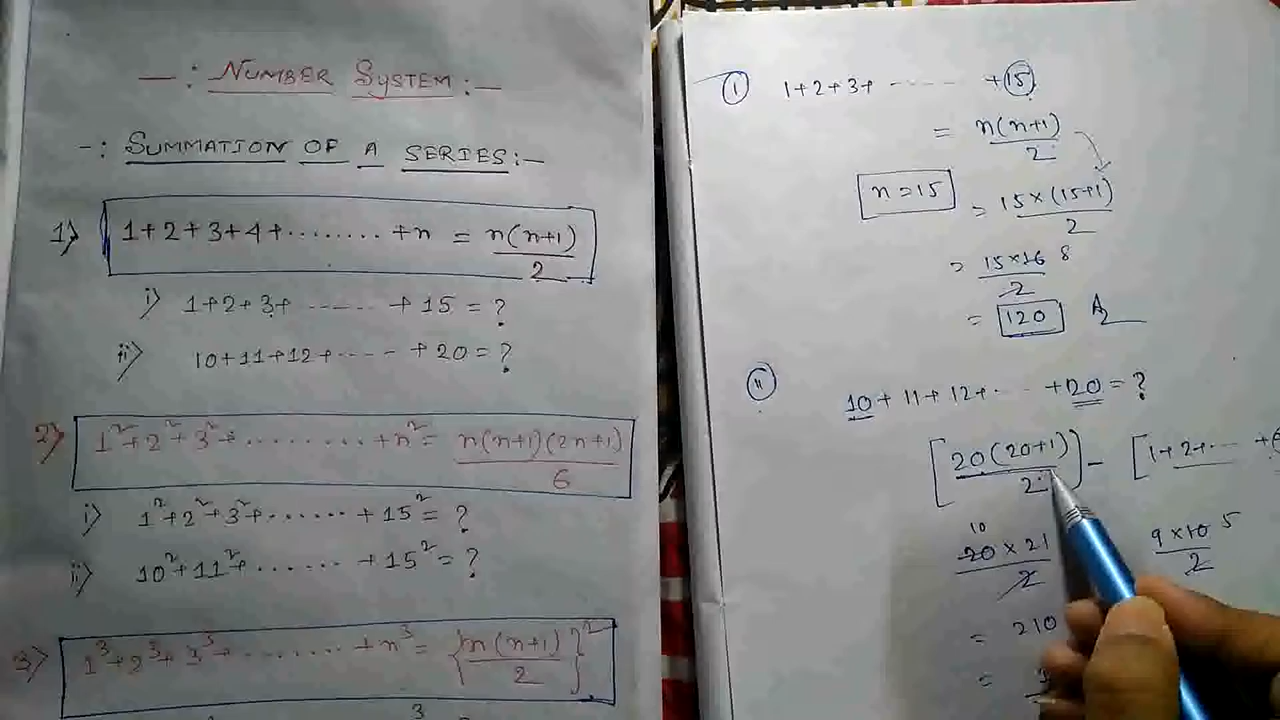 -: NUMBER SYSTEM:-
-: SUMMATION OF A SERIES:-
1) 1+2+3+4+........+n = n(n+1)/2
i) 1+2+3+ ...... + 15 = ?
ii) 10+11+12+..... + 20 = ?
2) 1²+2²+3²+.........+n² = n(n+1)(2n+1)/6
i) 1²+2²+3²+...... + 15² = ?
ii) 10²+11²+...... + 15² = ?
3) 1³+2³+3³+.......+n³ = {n(n+1)/2}²
3
(i) 1+2+3+ ...... +15
= n(n+1)/2
n=15
= 15×(15+1)/2
= 15×16/2 8
= 120
(ii) 10+11+12+... +20 = ?
[20(20+1)/2] - [1+2+...+
10
20×21/2
9×10/2 5
= 210
=